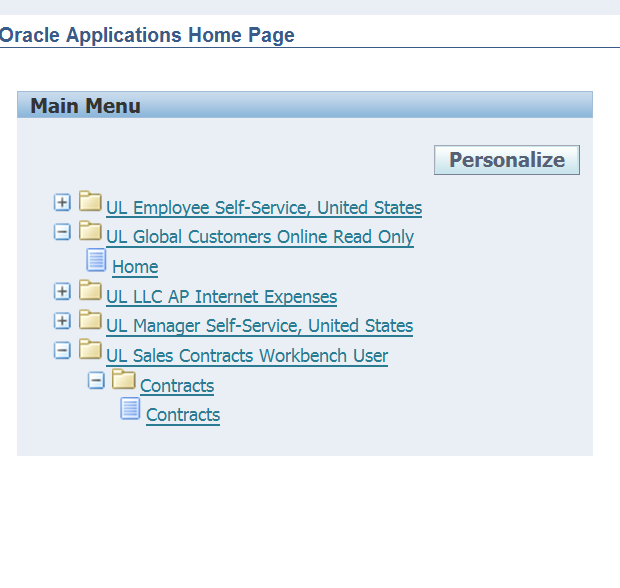 Oracle Applications Home Page
Main Menu
Personalize
UL Employee Self-Service, United States
UL Global Customers Online Read Only
Home
UL LLC AP Internet Expenses
UL Manager Self-Service, United States
UL Sales Contracts Workbench User
Contracts
Contracts